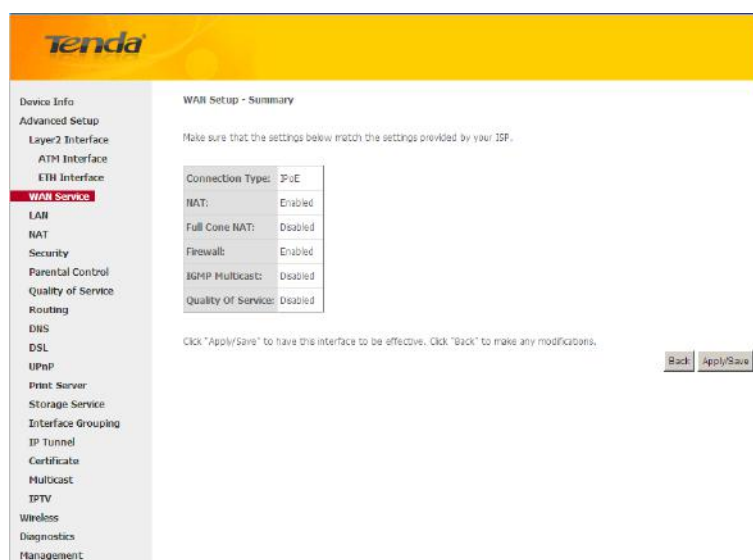 Tenda
Device Info
Advanced Setup
Layer2 Interface
ATM Interface
ETH Interface
WAN Service
LAN
NAT
Security
Parental Control
Quality of Service
Routing
DNS
DSL
UPnP
Print Server
Storage Service
Interface Grouping
IP Tunnel
Certificate
Multicast
IPTV
Wireless
Diagnostics
Management
WAN Setup - Summary
Make sure that the settings below match the settings provided by your ISP.
Connection Type: IPoE
NAT: Enabled
Full Cone NAT: Disabled
Firewall: Enabled
IGMP Multicast: Disabled
Quality Of Service: Disabled
Click "Apply/Save" to have this interface to be effective. Click "Back" to make any modifications.
Back Apply/Save